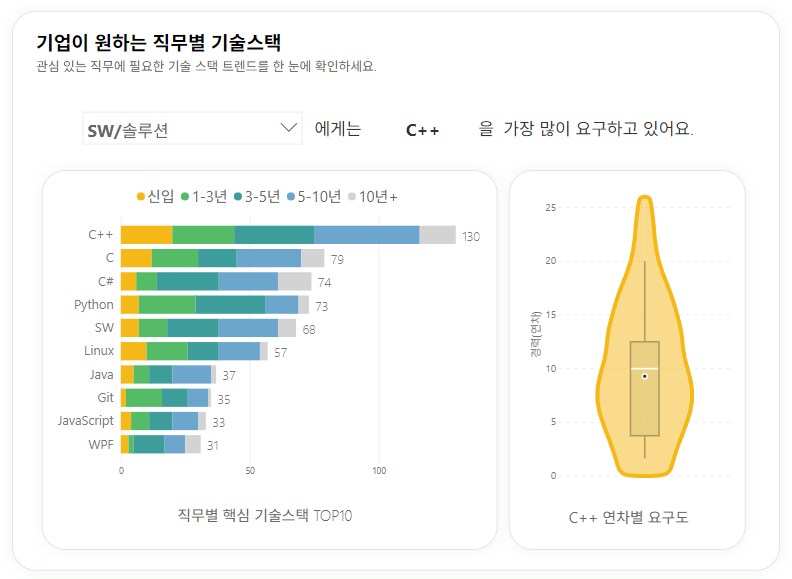 기업이 원하는 직무별 기술스택
관심 있는 직무에 필요한 기술 스택 트렌드를 한 눈에 확인하세요.
SW/솔루션 에게는 C++ 을 가장 많이 요구하고 있어요.
신입 1-3년 3-5년 5-10년 10년+
C++ 130
C 79
C# 74
Python 73
SW 68
Linux 57
Java 37
Git 35
JavaScript 33
WPF 31
0 50 100
직무별 핵심 기술스택 TOP10
경력(연차)
25
20
15
10
5
0
C++ 연차별 요구도